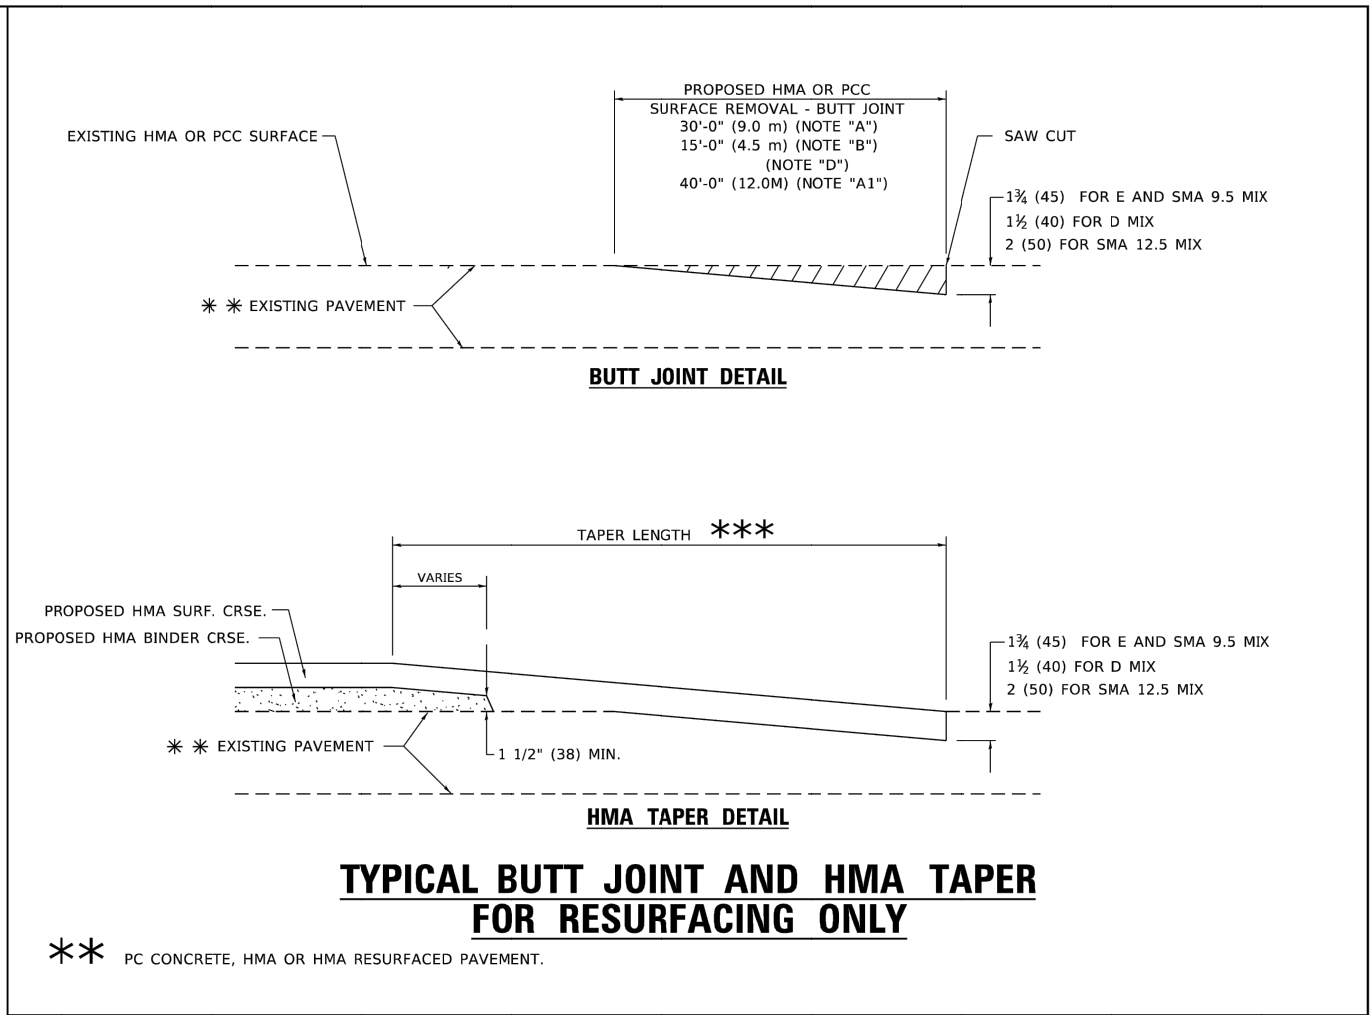 PROPOSED HMA OR PCC
SURFACE REMOVAL - BUTT JOINT
30'-0" (9.0 m) (NOTE "A")
15'-0" (4.5 m) (NOTE "B")
(NOTE "D")
40'-0" (12.0M) (NOTE "A1")
EXISTING HMA OR PCC SURFACE
SAW CUT
1¾ (45) FOR E AND SMA 9.5 MIX
1½ (40) FOR D MIX
2 (50) FOR SMA 12.5 MIX
** EXISTING PAVEMENT
BUTT JOINT DETAIL
TAPER LENGTH ***
VARIES
PROPOSED HMA SURF. CRSE.
PROPOSED HMA BINDER CRSE.
1¾ (45) FOR E AND SMA 9.5 MIX
1½ (40) FOR D MIX
2 (50) FOR SMA 12.5 MIX
** EXISTING PAVEMENT
1 1/2" (38) MIN.
HMA TAPER DETAIL
TYPICAL BUTT JOINT AND HMA TAPER
FOR RESURFACING ONLY
** PC CONCRETE, HMA OR HMA RESURFACED PAVEMENT.